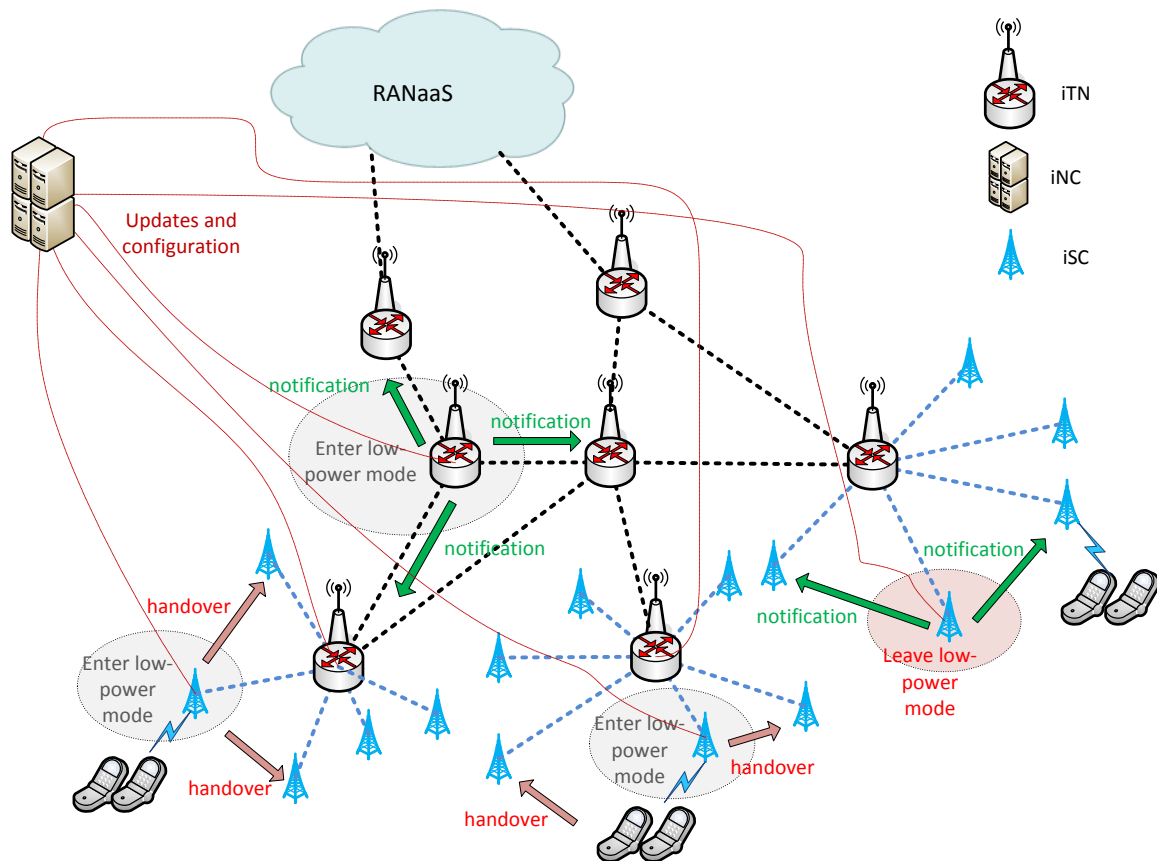 RANaaS
iTN
iNC
iSC
Updates and
configuration
notification
notification
Enter low-
power mode
notification
notification
notification
handover
Enter low-
power
mode
handover
Enter low-
power
mode
handover
handover
Leave low-
power
mode